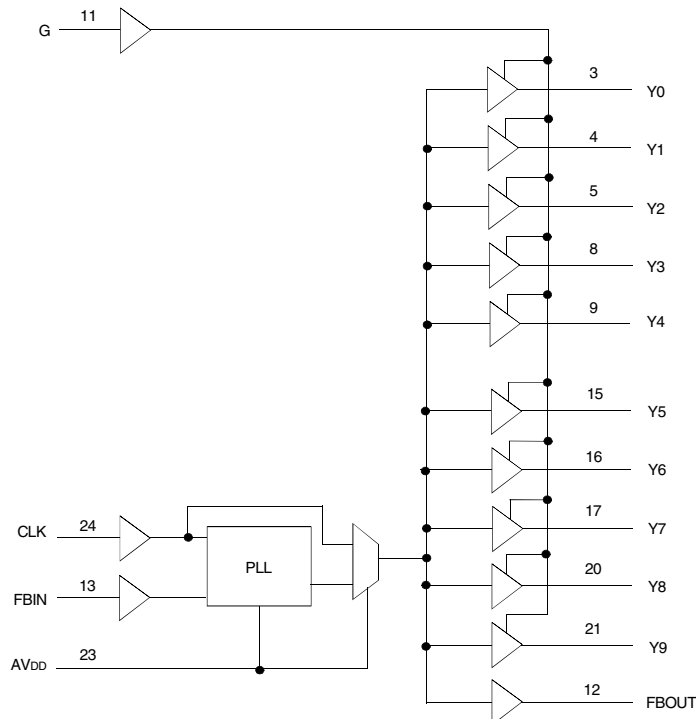 G 11
3 Y0
4 Y1
5 Y2
8 Y3
9 Y4
15 Y5
16 Y6
17 Y7
20 Y8
21 Y9
12 FBOUT
CLK 24
PLL
FBIN 13
AVDD 23